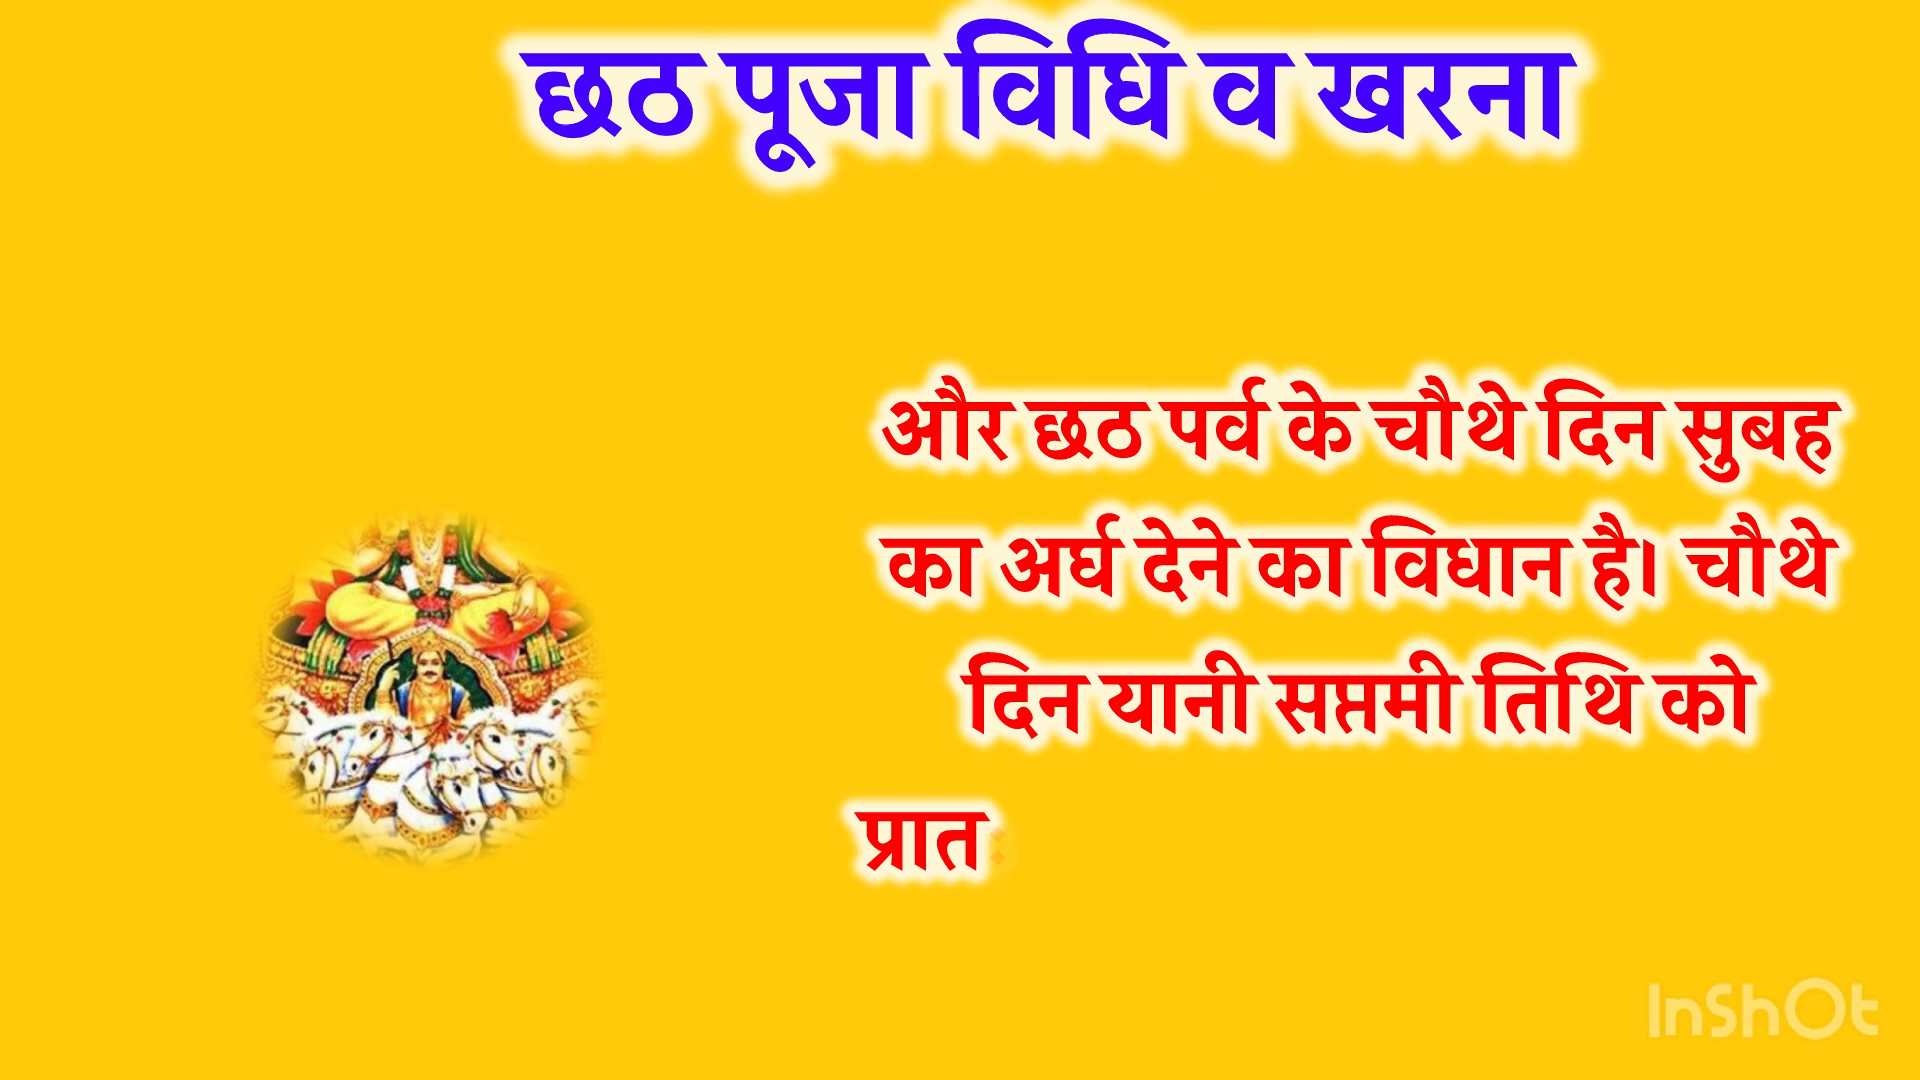 छठ पूजा विधि व खरना
और छठ पर्व के चौथे दिन सुबह
का अर्घ देने का विधान है। चौथे
दिन यानी सप्तमी तिथि को
प्रातः
InShOt